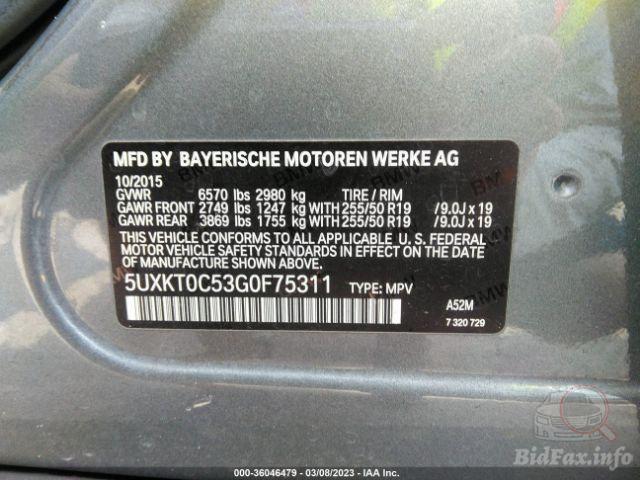 MFD BY BAYERISCHE MOTOREN WERKE AG
10/2015
GVWR 6570 lbs 2980 kg TIRE / RIM
GAWR FRONT 2749 lbs 1247 kg WITH 255/50 R19 /9.0J x 19
GAWR REAR 3869 lbs 1755 kg WITH 255/50 R19 /9.0J x 19
THIS VEHICLE CONFORMS TO ALL APPLICABLE U. S. FEDERAL
MOTOR VEHICLE SAFETY STANDARDS IN EFFECT ON THE DATE
OF MANUFACTURE SHOWN ABOVE.
5UXKT0C53G0F75311 TYPE: MPV
A52M
7 320 729
BidFax.info
000-36046479 - 03/08/2023 - IAA Inc.